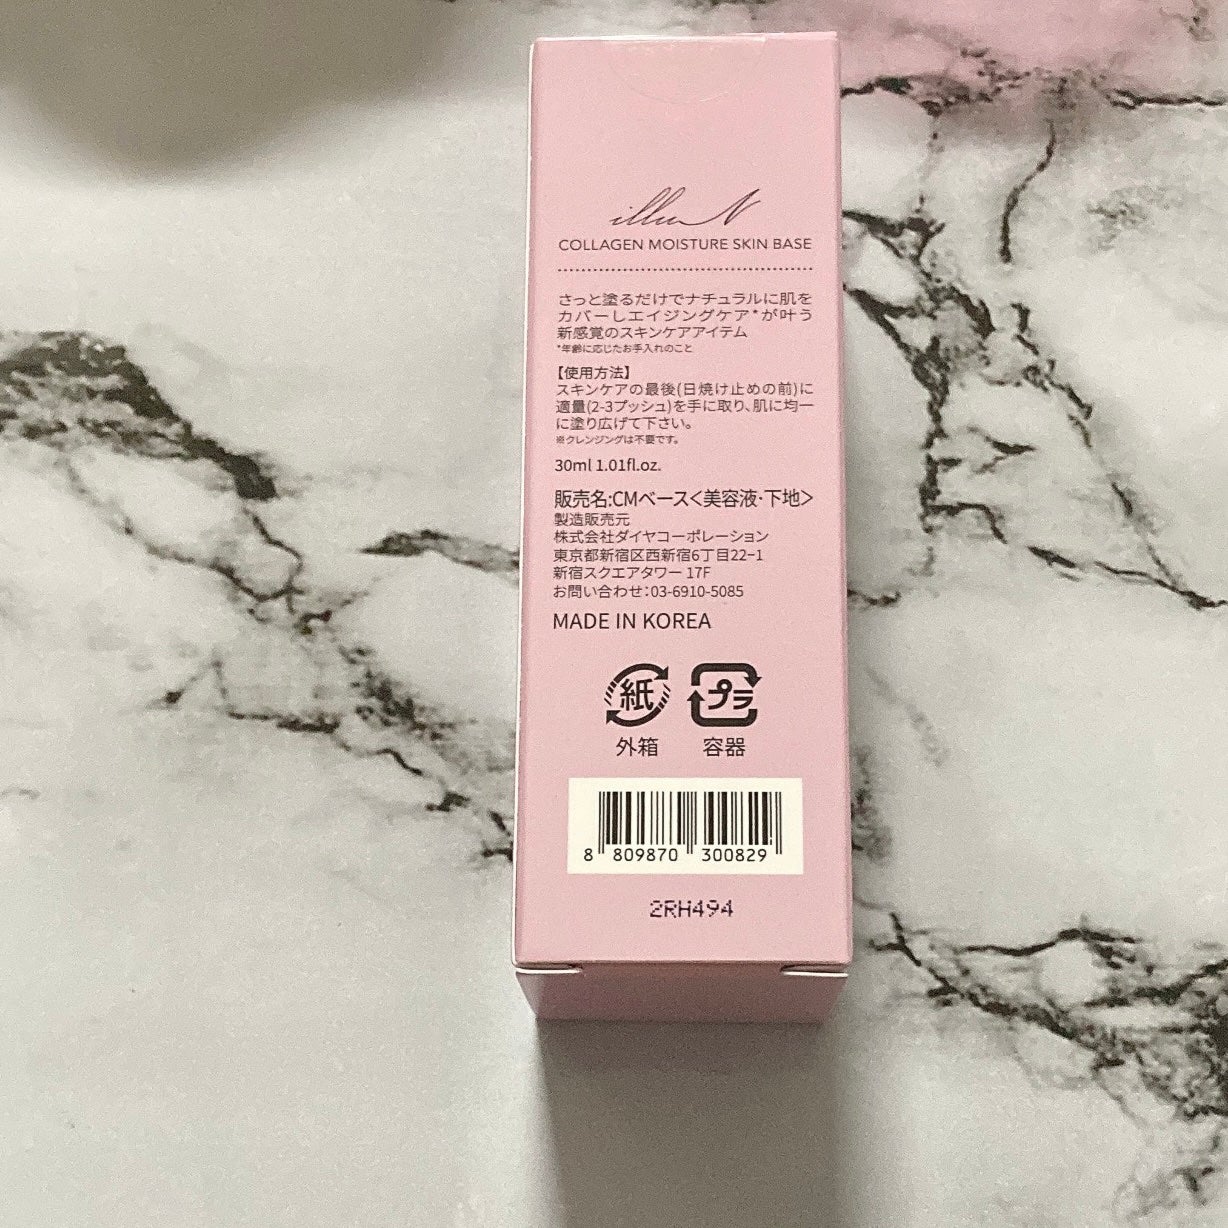 illuN
COLLAGEN MOISTURE SKIN BASE
さっと塗るだけでナチュラルに肌を
カバーしエイジングケア*が叶う
新感覚のスキンケアアイテム
*年齢に応じたお手入れのこと
【使用方法】
スキンケアの最後(日焼け止めの前)に
適量(2-3プッシュ)を手に取り、肌に均一
に塗り広げて下さい。
※クレンジングは不要です。
30ml 1.01fl.oz.
販売名:CMベース<美容液・下地>
製造販売元
株式会社ダイヤコーポレーション
東京都新宿区西新宿6丁目22-1
新宿スクエアタワー 17F
お問い合わせ:03-6910-5085
MADE IN KOREA
紙 プラ
外箱 容器
8 809870 300829
2RH494